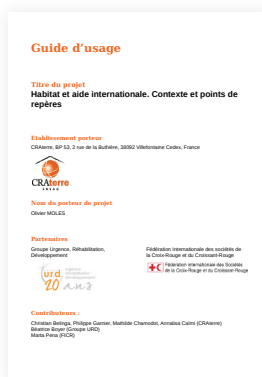 Guide d'usage
Titre du projet
Habitat et aide internationale. Contexte et points de
repères
Etablissement porteur
CRAterre, BP 53, 2 rue de la Buthière, 38092 Villefontaine Cedex, France
CRAterre
ENSAG
Nom du porteur de projet
Olivier MOLES
Partenaires
Groupe Urgence, Réhabilitation,
Développement
urd
urgence
réhabilitation
développement
20 ans
Fédération Internationale des sociétés de
la Croix-Rouge et du Croissant-Rouge
Fédération internationale des Sociétés
de la Croix-Rouge et du Croissant-Rouge
Contributeurs :
Christian Belinga, Philippe Garnier, Mathilde Chamodot, Annalisa Caimi (CRAterre)
Béatrice Boyer (Groupe URD)
Marta Pena (FICR)